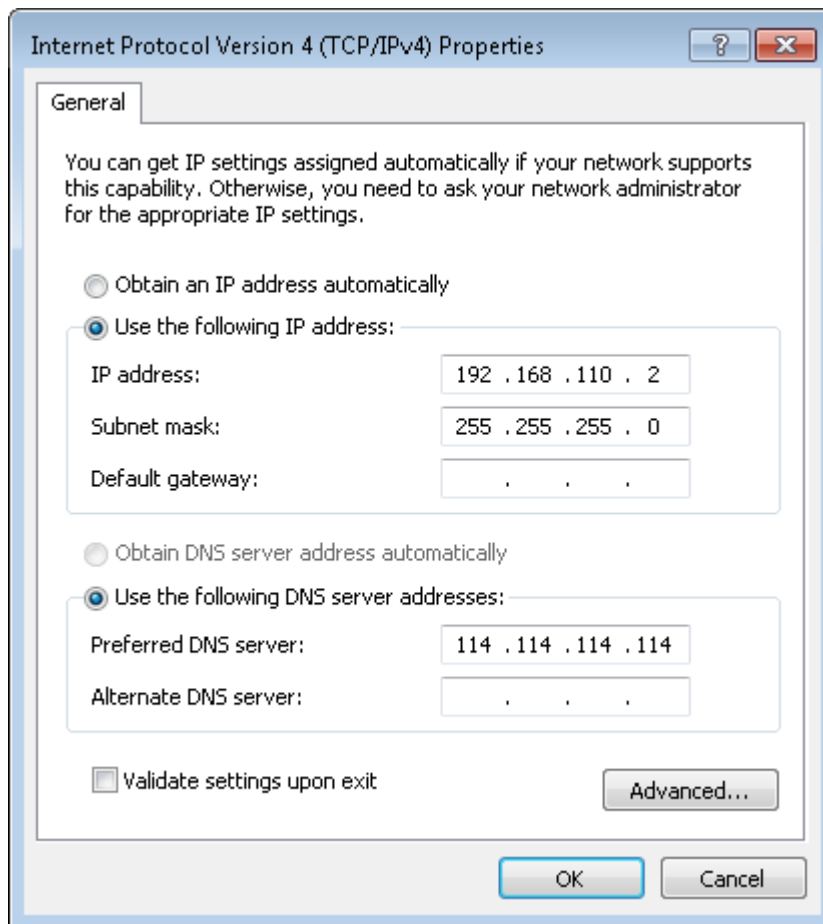 Internet Protocol Version 4 (TCP/IPv4) Properties
General
You can get IP settings assigned automatically if your network supports
this capability. Otherwise, you need to ask your network administrator
for the appropriate IP settings.
Obtain an IP address automatically
Use the following IP address:
IP address: 192 .168 .110 . 2
Subnet mask: 255 .255 .255 . 0
Default gateway: . . .
Obtain DNS server address automatically
Use the following DNS server addresses:
Preferred DNS server: 114 .114 .114 .114
Alternate DNS server: . . .
Validate settings upon exit
Advanced...
OK Cancel